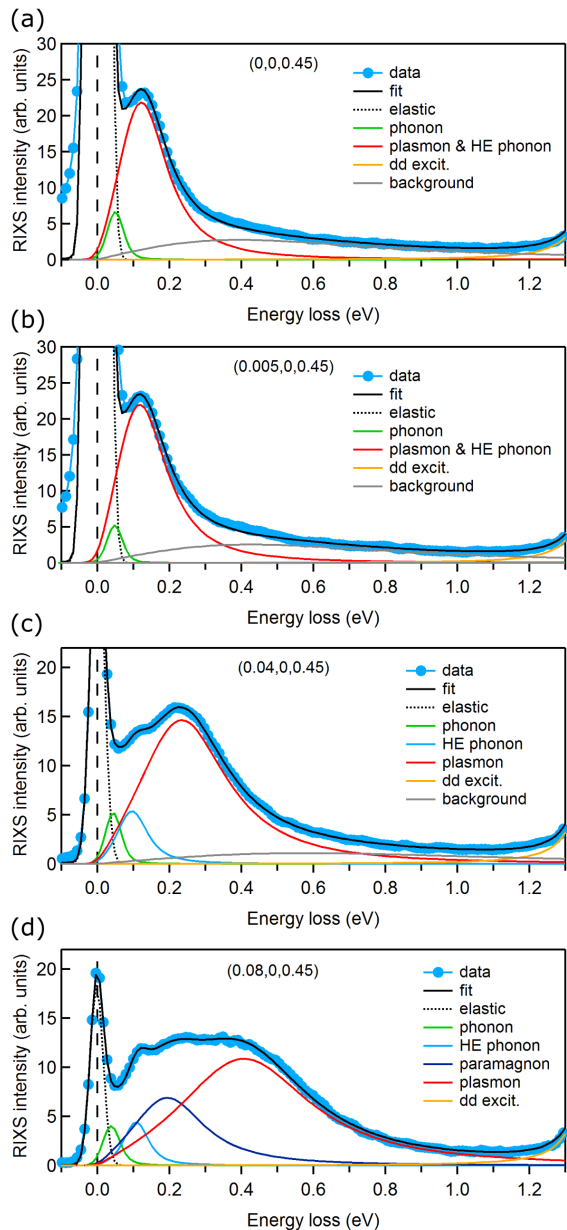 (a)
30
25
20
15
10
5
0
RIXS intensity (arb. units)
(0,0,0.45)
data
fit
elastic
phonon
plasmon & HE phonon
dd excit.
background
0.0 0.2 0.4 0.6 0.8 1.0 1.2
Energy loss (eV)
(b)
30
25
20
15
10
5
0
RIXS intensity (arb. units)
(0.005,0,0.45)
data
fit
elastic
phonon
plasmon & HE phonon
dd excit.
background
0.0 0.2 0.4 0.6 0.8 1.0 1.2
Energy loss (eV)
(c)
20
15
10
5
0
RIXS intensity (arb. units)
(0.04,0,0.45)
data
fit
elastic
phonon
HE phonon
plasmon
dd excit.
background
0.0 0.2 0.4 0.6 0.8 1.0 1.2
Energy loss (eV)
(d)
20
15
10
5
0
RIXS intensity (arb. units)
(0.08,0,0.45)
data
fit
elastic
phonon
HE phonon
paramagnon
plasmon
dd excit.
0.0 0.2 0.4 0.6 0.8 1.0 1.2
Energy loss (eV)